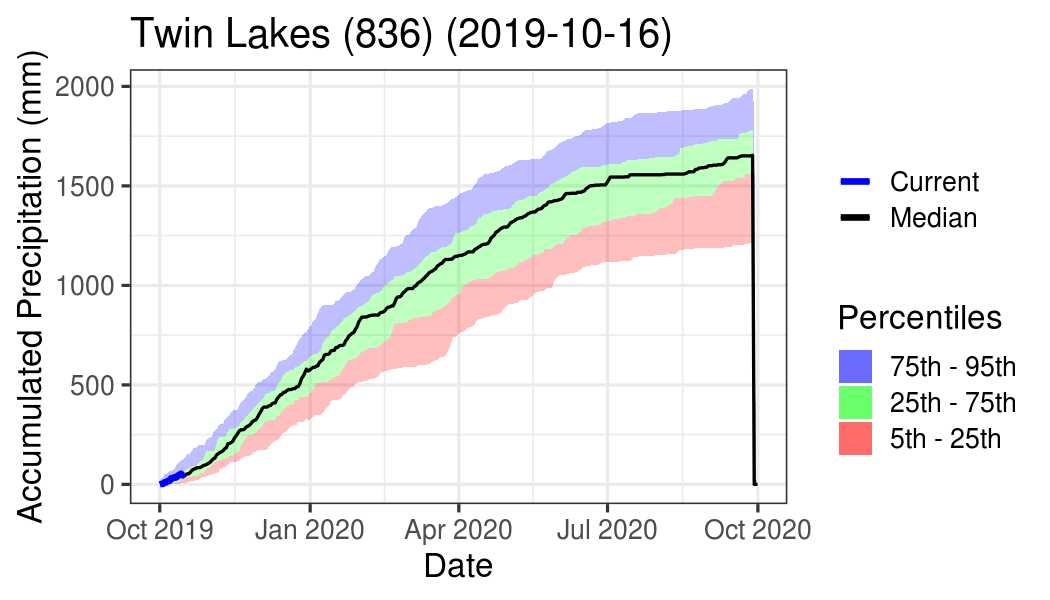 Twin Lakes (836) (2019-10-16)
Accumulated Precipitation (mm)
2000
1500
1000
500
0
Oct 2019
Jan 2020
Apr 2020
Jul 2020
Oct 2020
Date
Current
Median
Percentiles
75th - 95th
25th - 75th
5th - 25th